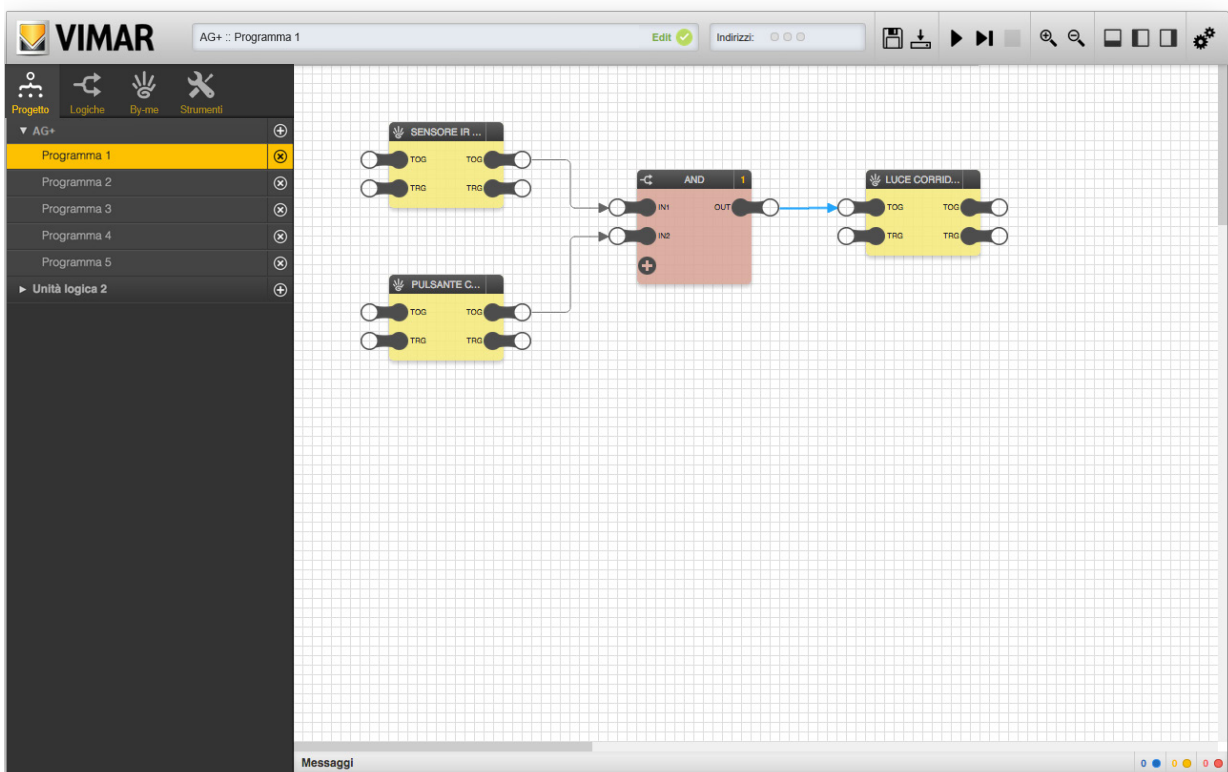 VIMAR
AG+ :: Programma 1
Edit
Indirizzi:
Progetto
Logiche
By-me
Strumenti
AG+
Programma 1
Programma 2
Programma 3
Programma 4
Programma 5
Unità logica 2
SENSORE IR ...
TOG TOG
TRG TRG
PULSANTE C...
TOG TOG
TRG TRG
AND 1
IN1 OUT
IN2
LUCE CORRID...
TOG TOG
TRG TRG
Messaggi
0 0 0